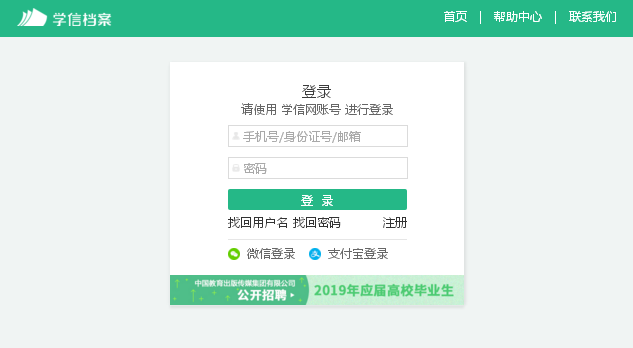 学信档案
首页 | 帮助中心 | 联系我们
登录
请使用 学信网账号 进行登录
手机号/身份证号/邮箱
密码
登 录
找回用户名 找回密码 注册
微信登录 支付宝登录
中国教育出版传媒集团有限公司
公开招聘
2019年应届高校毕业生